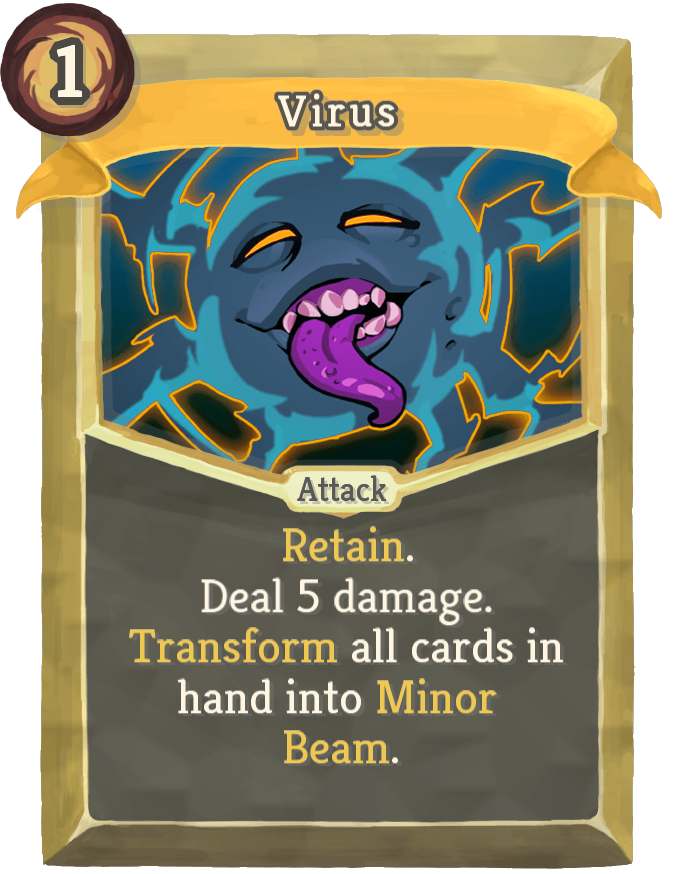 1
Virus
Attack
Retain.
Deal 5 damage.
Transform all cards in
hand into Minor
Beam.